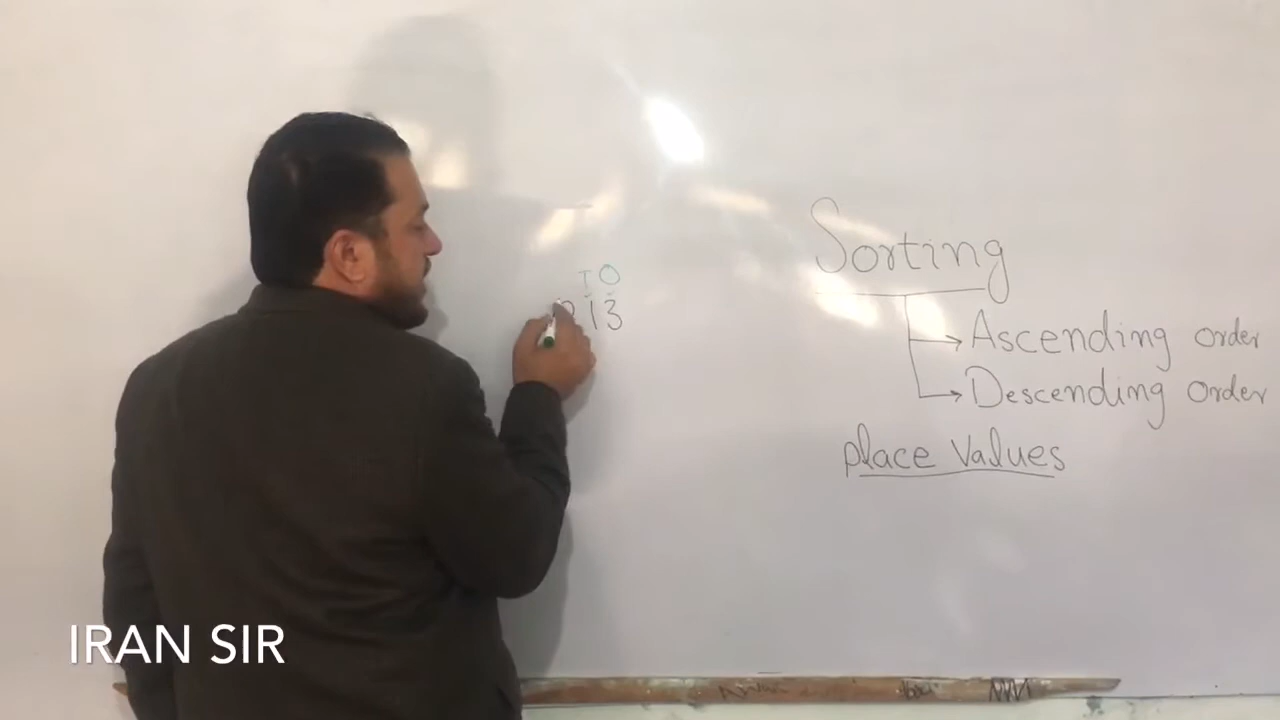 T O
13
Sorting
Ascending order
Descending order
place values
IRAN SIR